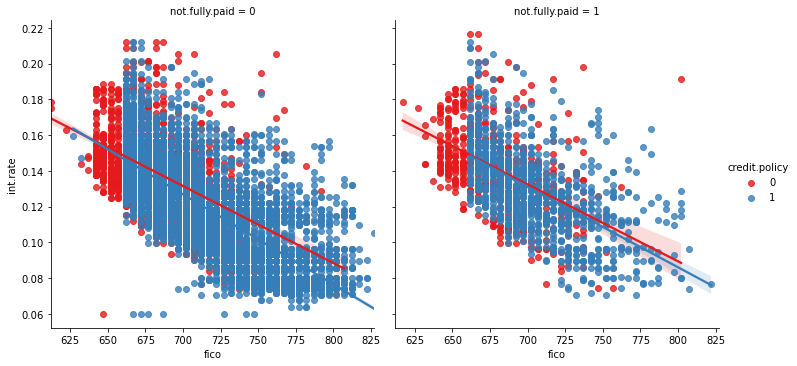 not.fully.paid = 0
not.fully.paid = 1
0.22
0.20
0.18
0.16
0.14
0.12
0.10
0.08
0.06
int.rate
625 650 675 700 725 750 775 800 825
625 650 675 700 725 750 775 800 825
fico
fico
credit.policy
0
1